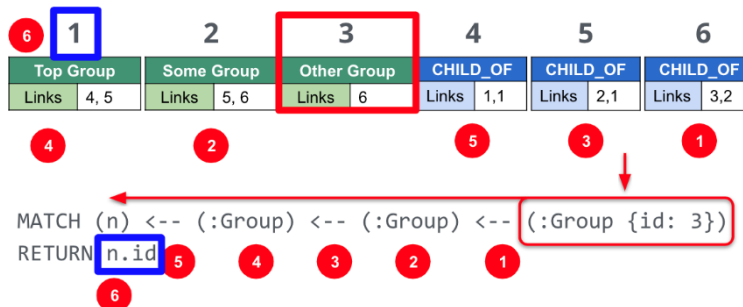 6 1 2 3 4 5 6
Top Group Some Group Other Group CHILD_OF CHILD_OF CHILD_OF
Links 4, 5 Links 5, 6 Links 6 Links 1,1 Links 2,1 Links 3,2
4 2 5 3 1
MATCH (n) <-- (:Group) <-- (:Group) <-- (:Group {id: 3})
RETURN n.id 5 4 3 2 1
6